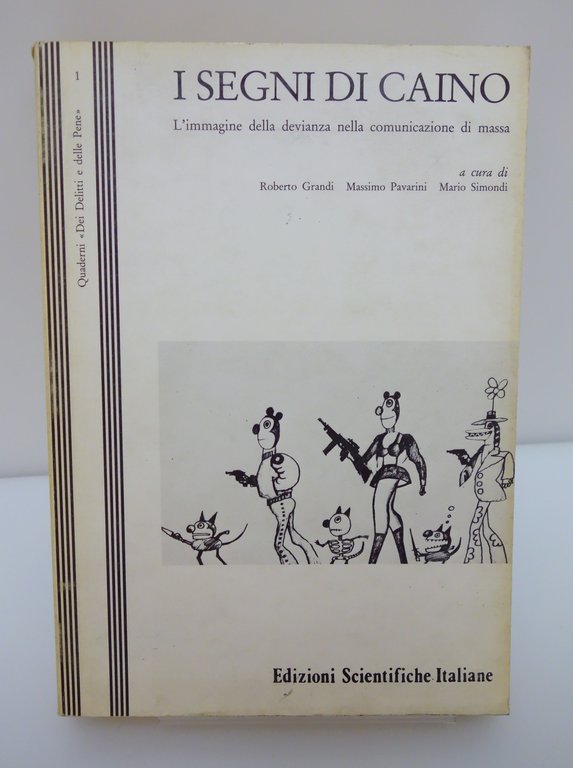 1
Quaderni «Dei Delitti e delle Pene»
I SEGNI DI CAINO
L'immagine della devianza nella comunicazione di massa
a cura di
Roberto Grandi Massimo Pavarini Mario Simondi
Edizioni Scientifiche Italiane